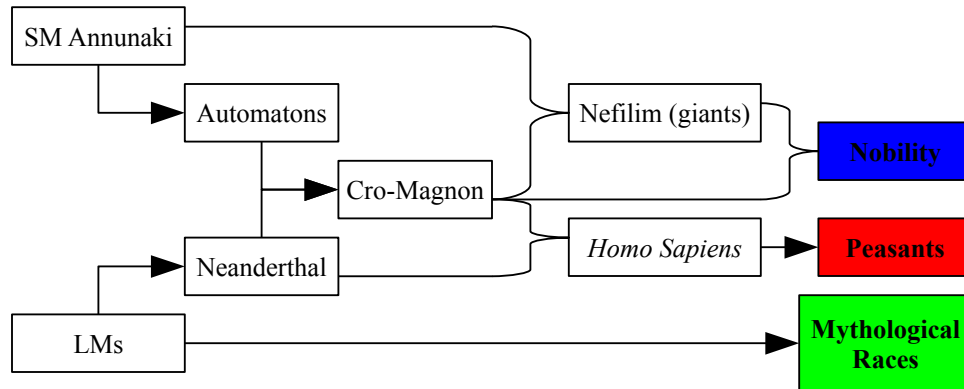 SM Annunaki
Automatons
Nefilim (giants)
Nobility
Cro-Magnon
Neanderthal
Homo Sapiens
Peasants
LMs
Mythological
Races